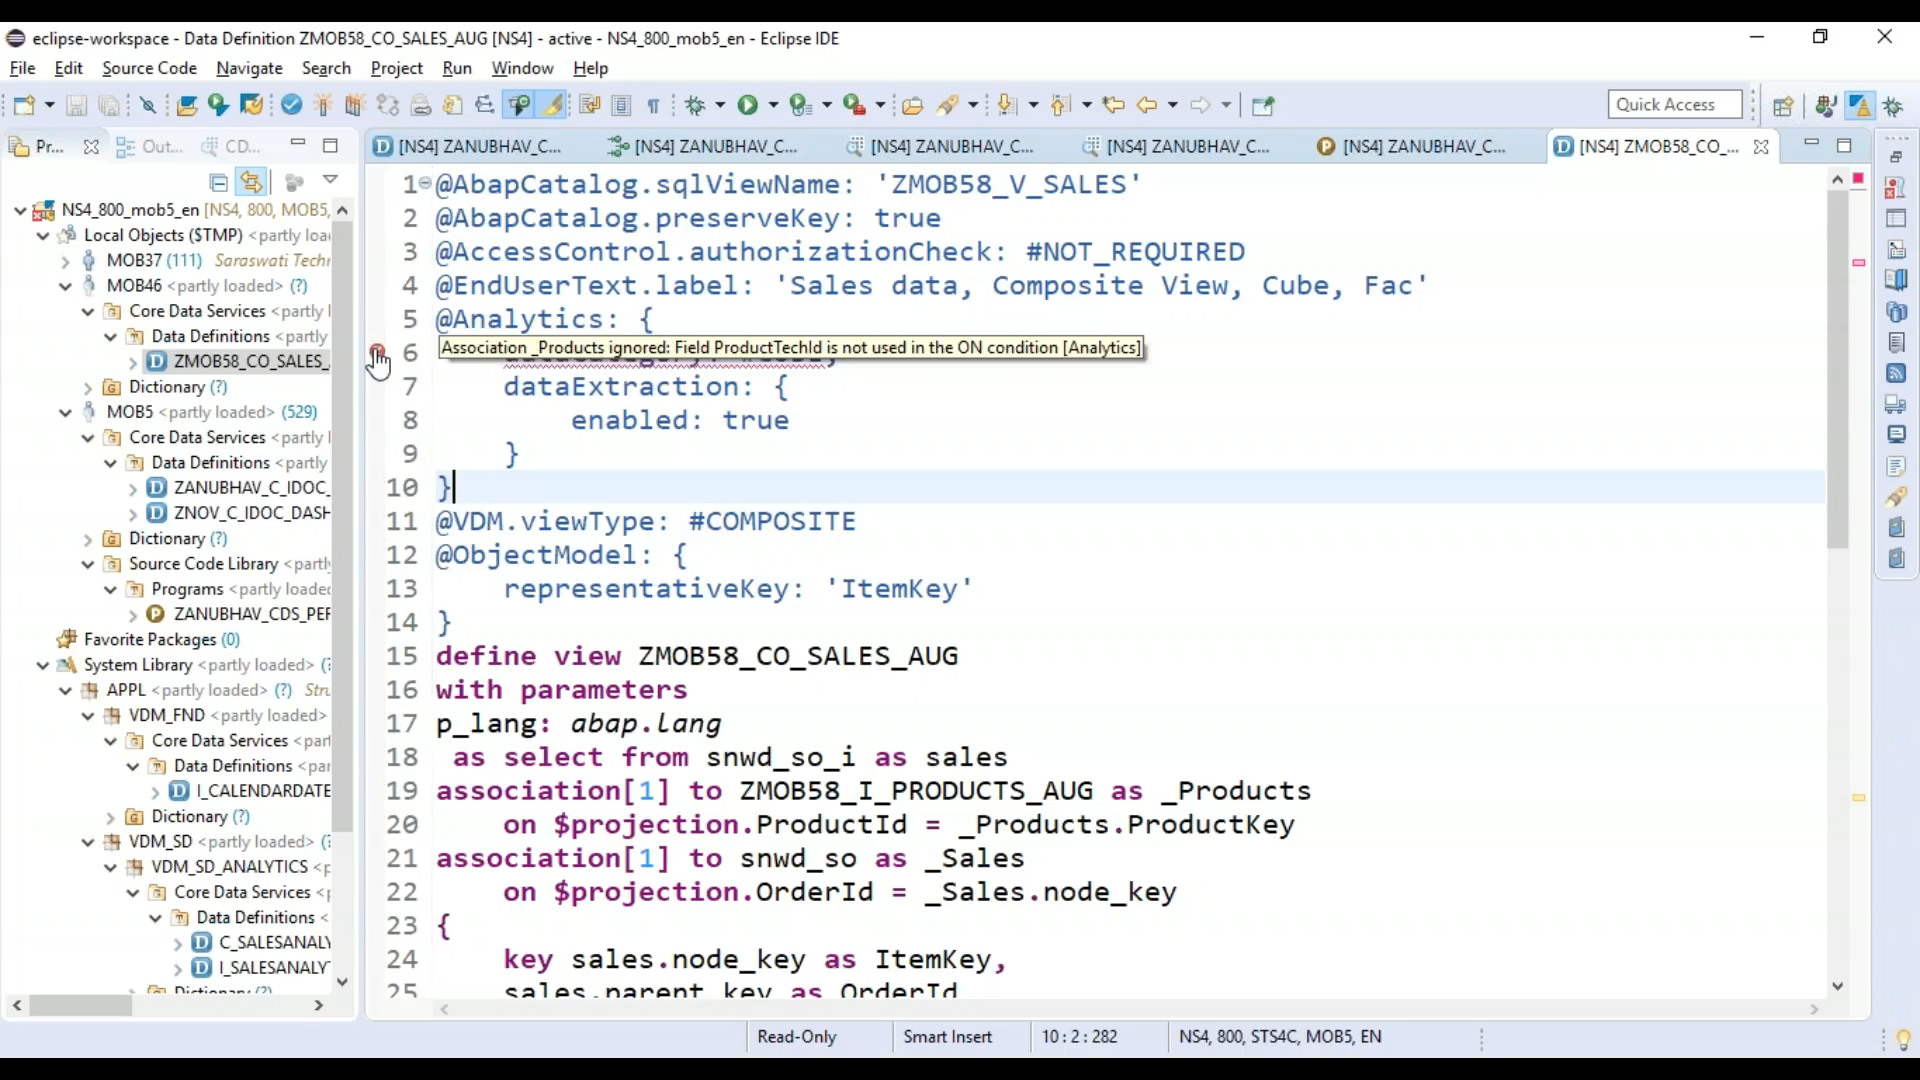 eclipse-workspace - Data Definition ZMOB58_CO_SALES_AUG [NS4] - active - NS4_800_mob5_en - Eclipse IDE
File Edit Source Code Navigate Search Project Run Window Help
Quick Access
Pr... Out... CD...
[NS4] ZANUBHAV_C... [NS4] ZANUBHAV_C... [NS4] ZANUBHAV_C... [NS4] ZANUBHAV_C... [NS4] ZANUBHAV_C... [NS4] ZMOB58_CO_...
NS4_800_mob5_en [NS4, 800, MOB5,
Local Objects ($TMP) <partly loa
MOB37 (111) Saraswati Techn
MOB46 <partly loaded> (?)
Core Data Services <partly l
Data Definitions <partly
ZMOB58_CO_SALES_
Dictionary (?)
MOB5 <partly loaded> (529)
Core Data Services <partly l
Data Definitions <partly
ZANUBHAV_C_IDOC_
ZNOV_C_IDOC_DASH
Dictionary (?)
Source Code Library <partl
Programs <partly loade
ZANUBHAV_CDS_PER
Favorite Packages (0)
System Library <partly loaded> (?
APPL <partly loaded> (?) Stru
VDM_FND <partly loaded>
Core Data Services <part
Data Definitions <par
I_CALENDARDATE
Dictionary (?)
VDM_SD <partly loaded> (?
VDM_SD_ANALYTICS <p
Core Data Services <p
Data Definitions <
C_SALESANALY
I_SALESANALY
Dictionary (?)
1 @AbapCatalog.sqlViewName: 'ZMOB58_V_SALES'
2 @AbapCatalog.preserveKey: true
3 @AccessControl.authorizationCheck: #NOT_REQUIRED
4 @EndUserText.label: 'Sales data, Composite View, Cube, Fac'
5 @Analytics: {
6
Association _Products ignored: Field ProductTechId is not used in the ON condition [Analytics]
7 dataExtraction: {
8 enabled: true
9 }
10 }
11 @VDM.viewType: #COMPOSITE
12 @ObjectModel: {
13 representativeKey: 'ItemKey'
14 }
15 define view ZMOB58_CO_SALES_AUG
16 with parameters
17 p_lang: abap.lang
18 as select from snwd_so_i as sales
19 association[1] to ZMOB58_I_PRODUCTS_AUG as _Products
20 on $projection.ProductId = _Products.ProductKey
21 association[1] to snwd_so as _Sales
22 on $projection.OrderId = _Sales.node_key
23 {
24 key sales.node_key as ItemKey,
25 sales.parent_key as OrderId
Read-Only Smart Insert 10 : 2 : 282 NS4, 800, STS4C, MOB5, EN